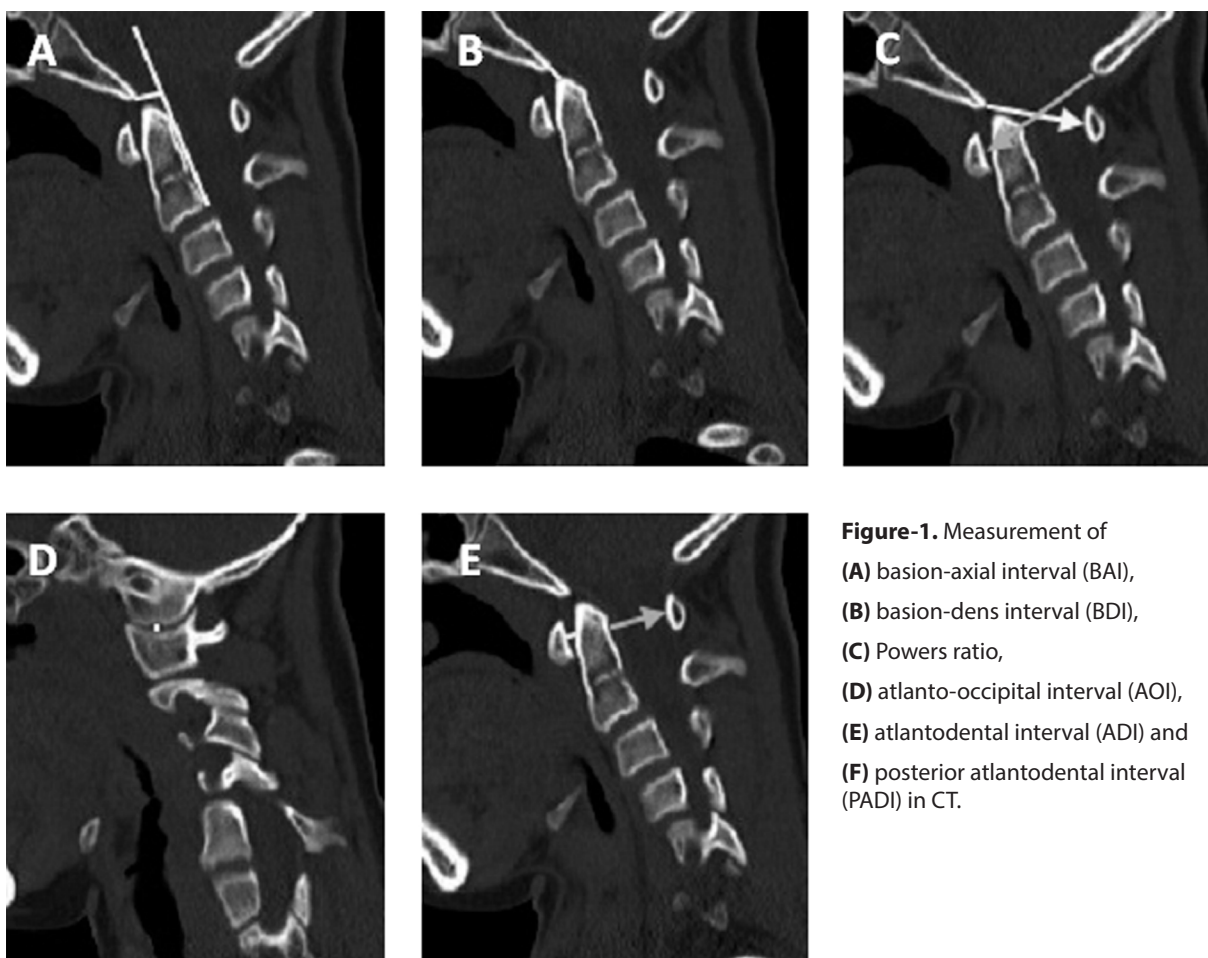 A
B
C
D
E
Figure-1. Measurement of
(A) basion-axial interval (BAI),
(B) basion-dens interval (BDI),
(C) Powers ratio,
(D) atlanto-occipital interval (AOI),
(E) atlantodental interval (ADI) and
(F) posterior atlantodental interval
(PADI) in CT.